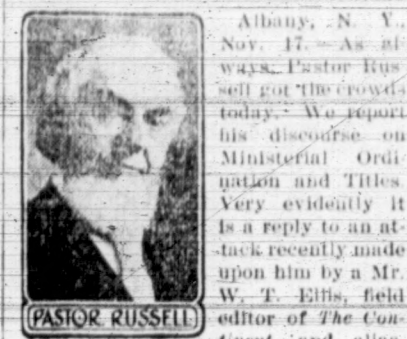 Albany, N. Y.,
Nov. 17.—As al-
ways, Pastor Rus
sell got the crowds
today. We report
his discourse on
Ministerial Ordi
nation and Titles.
Very evidently it
is a reply to an at-
tack recently made
upon him by a Mr.
W. T. Ellis, field
editor of The Con-
tinent and
PASTOR RUSSELL